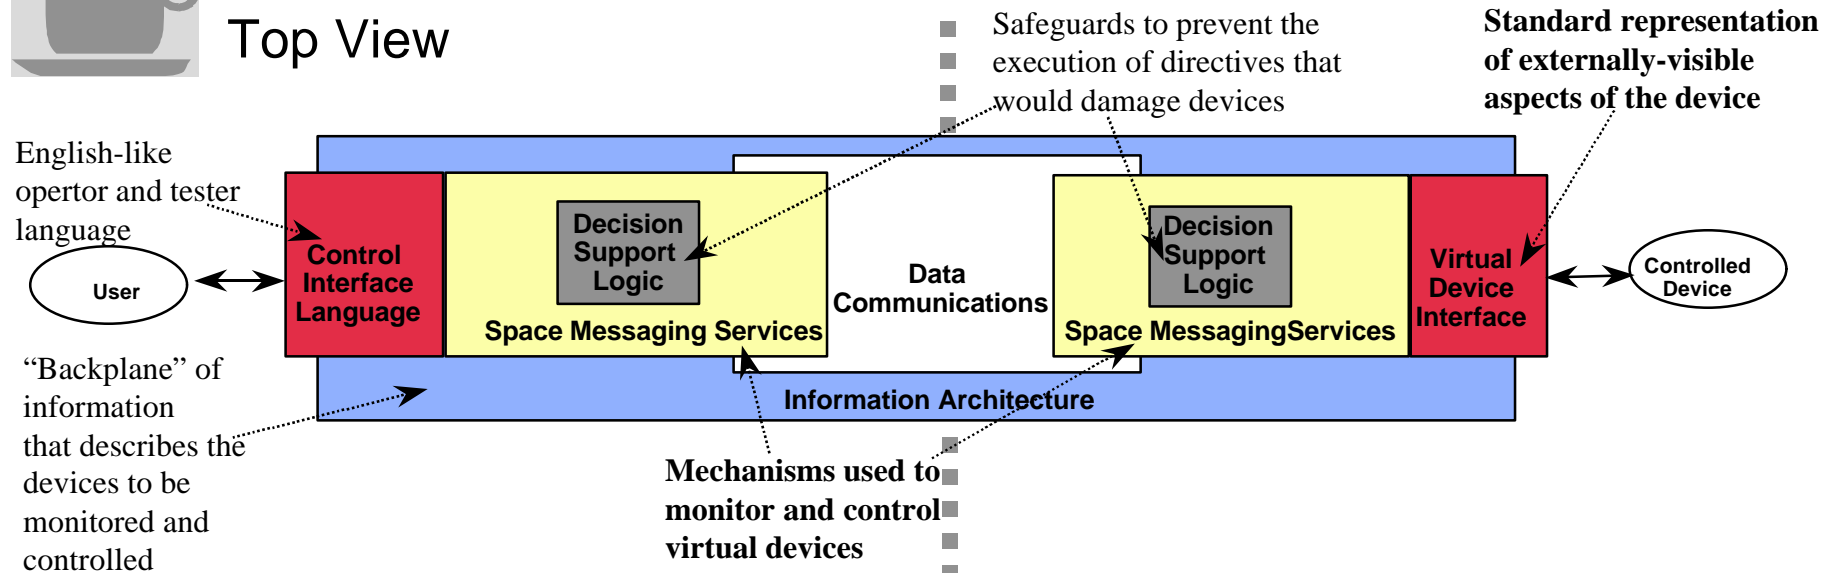 Top View
Safeguards to prevent the
execution of directives that
would damage devices
Standard representation
of externally-visible
aspects of the device
English-like
opertor and tester
language
User
Control
Interface
Language
Decision
Support
Logic
Space Messaging Services
Data
Communications
Decision
Support
Logic
Space MessagingServices
Virtual
Device
Interface
Controlled
Device
Information Architecture
“Backplane” of
information
that describes the
devices to be
monitored and
controlled
Mechanisms used to
monitor and control
virtual devices